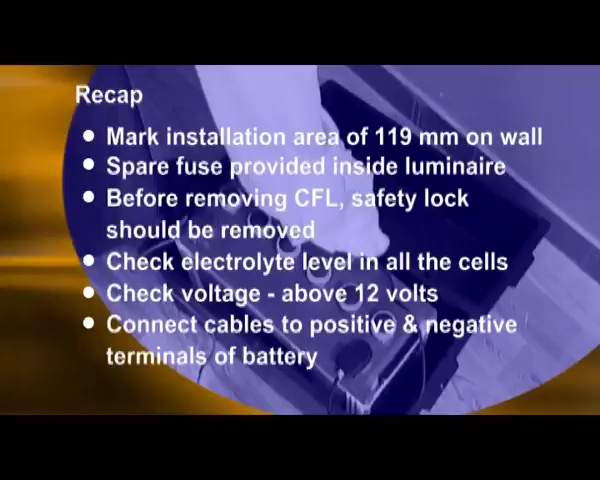 Recap
• Mark installation area of 119 mm on wall
• Spare fuse provided inside luminaire
• Before removing CFL, safety lock
should be removed
• Check electrolyte level in all the cells
• Check voltage - above 12 volts
• Connect cables to positive & negative
terminals of battery